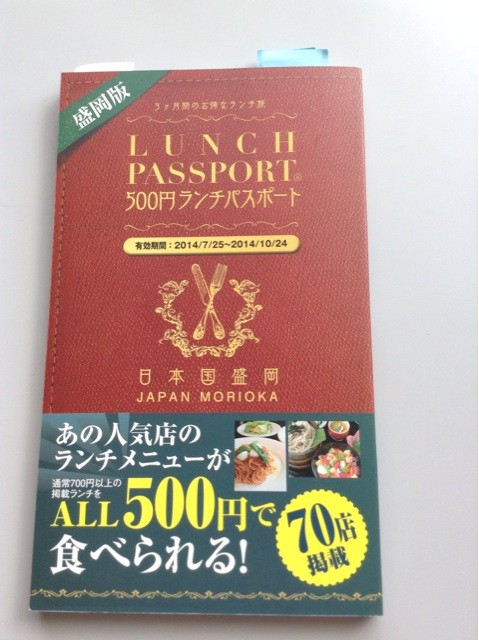 盛岡版
3ヶ月間のお得なランチ旅
LUNCH
PASSPORT®
500円ランチパスポート
有効期間：2014/7/25〜2014/10/24
日本国盛岡
JAPAN MORIOKA
あの人気店の
ランチメニューが
通常700円以上の
掲載ランチを
ALL500円で
食べられる!
70店
掲載